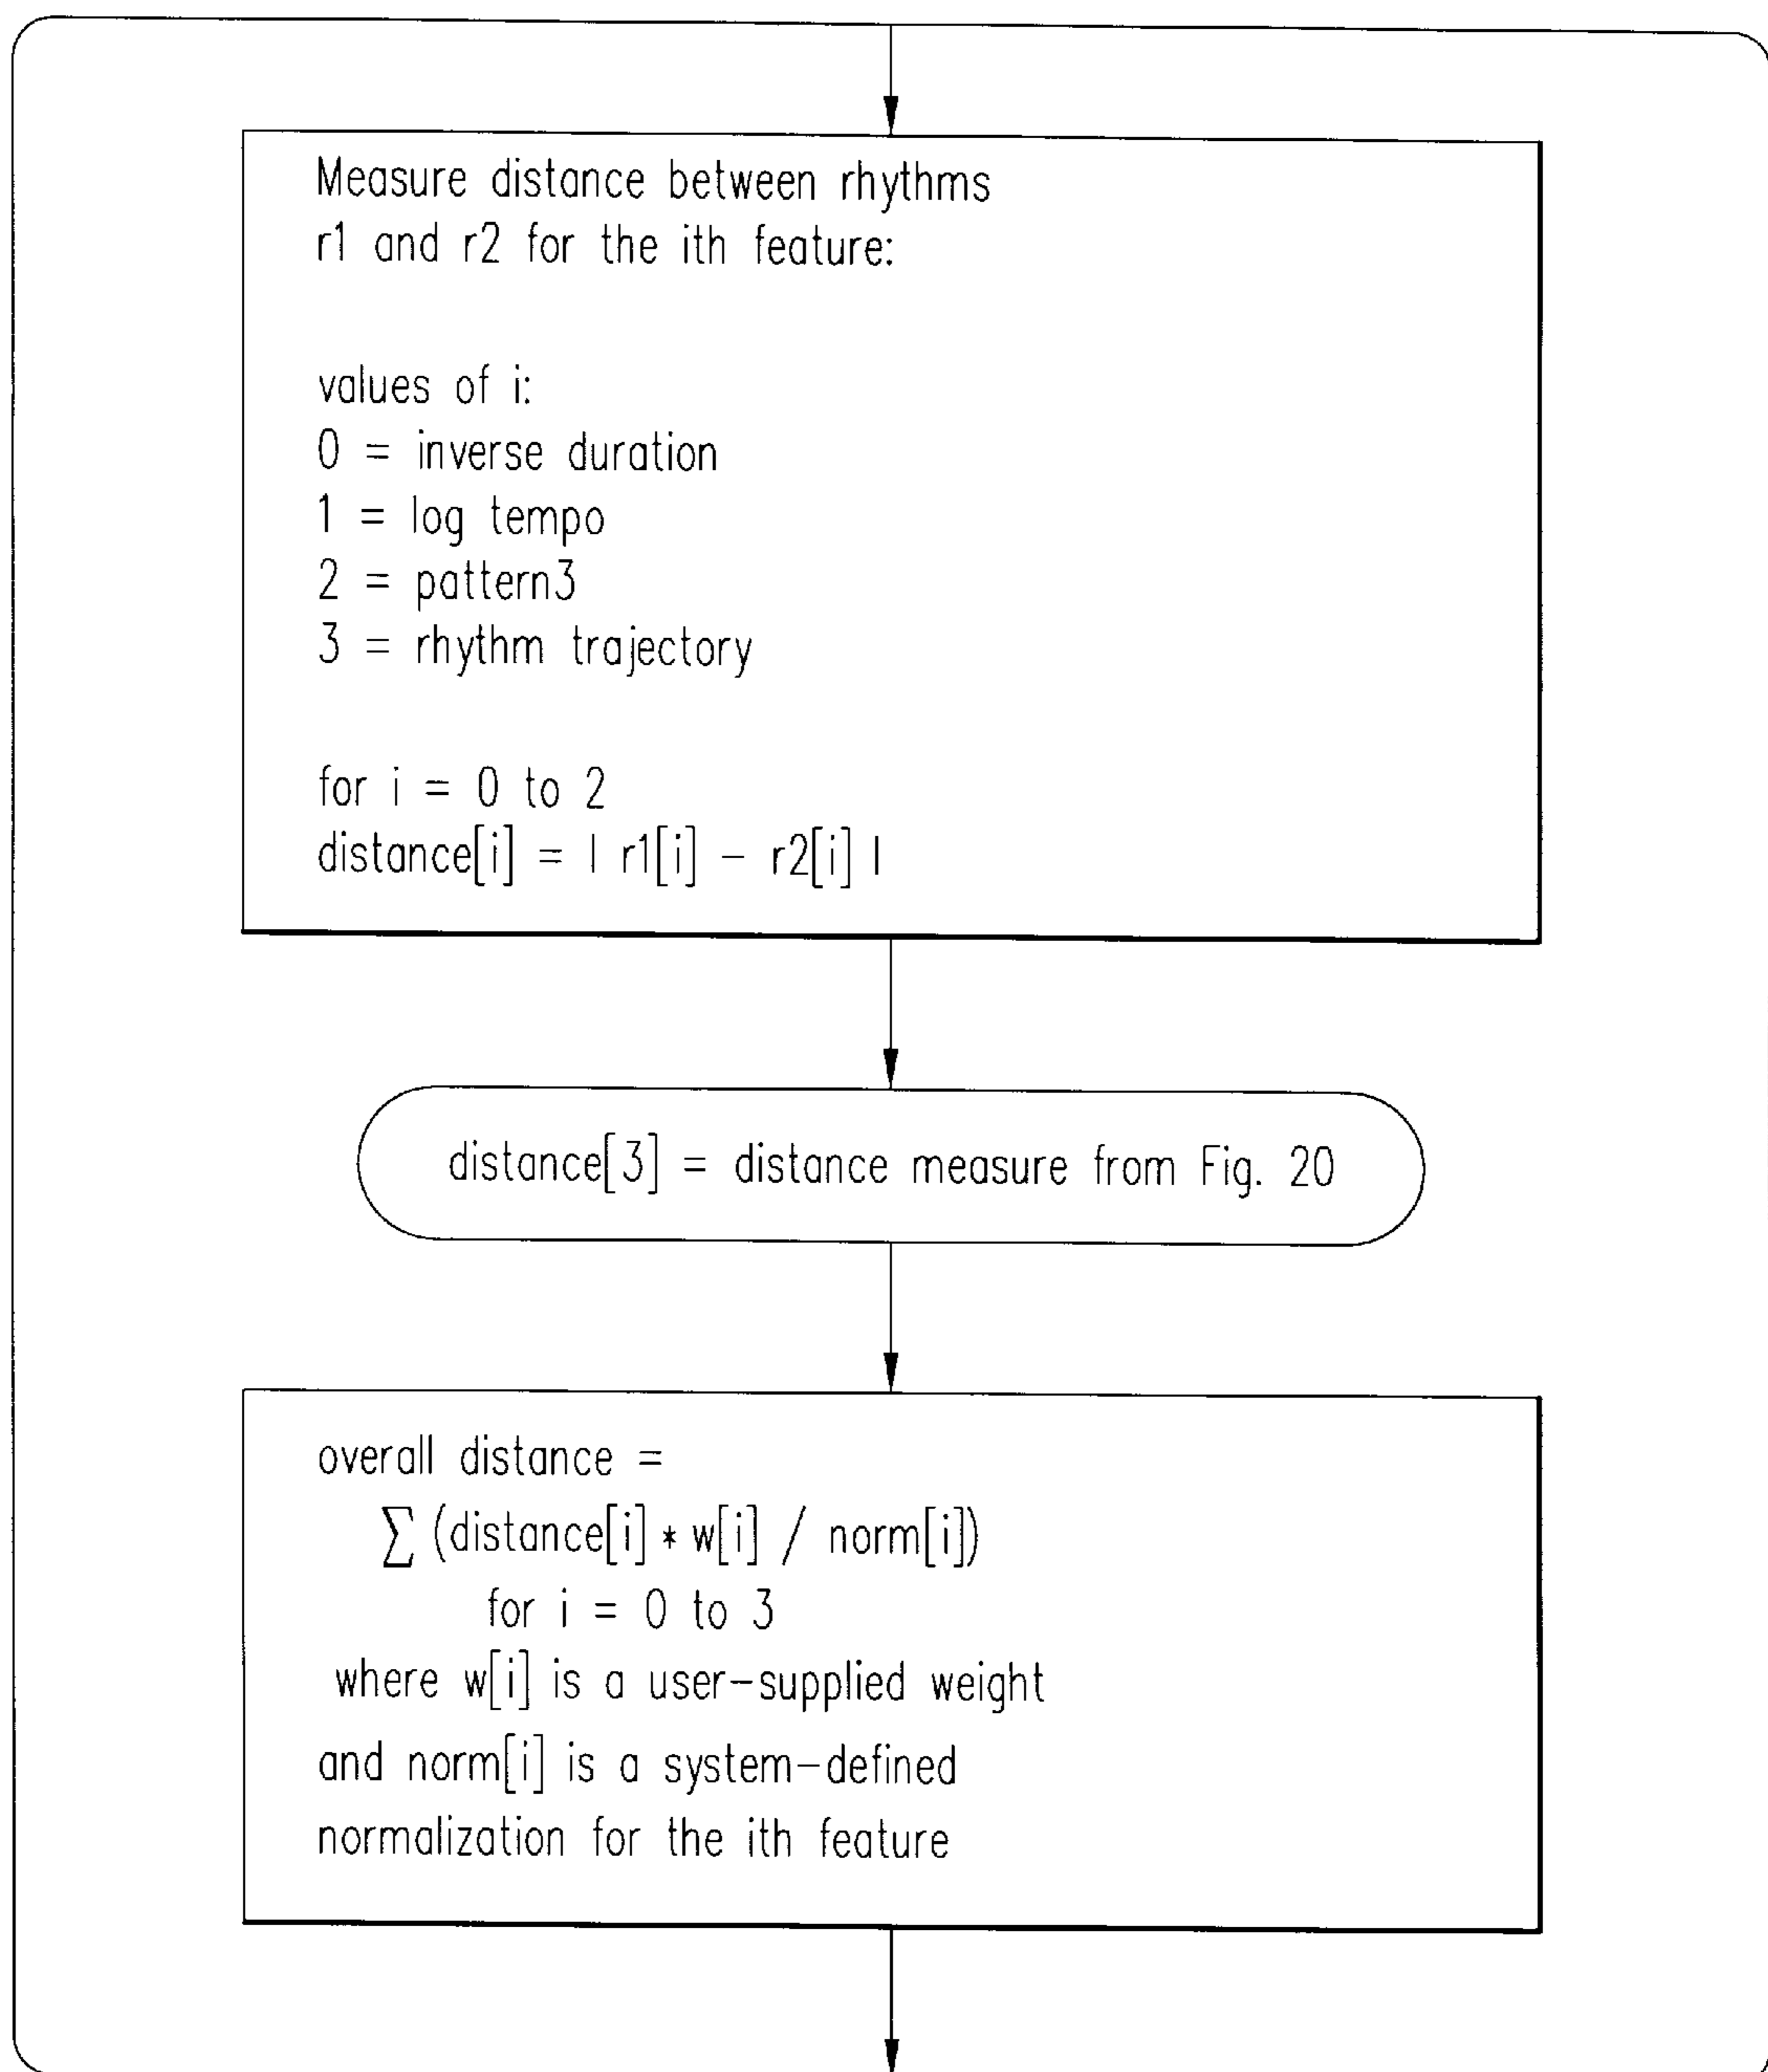 Measure distance between rhythms
r1 and r2 for the ith feature:
values of i:
0 = inverse duration
1 = log tempo
2 = pattern3
3 = rhythm trajectory
for i = 0 to 2
distance[i] = | r1[i] - r2[i] |
distance[3] = distance measure from Fig. 20
overall distance =
∑ (distance[i] * w[i] / norm[i])
for i = 0 to 3
where w[i] is a user-supplied weight
and norm[i] is a system-defined
normalization for the ith feature